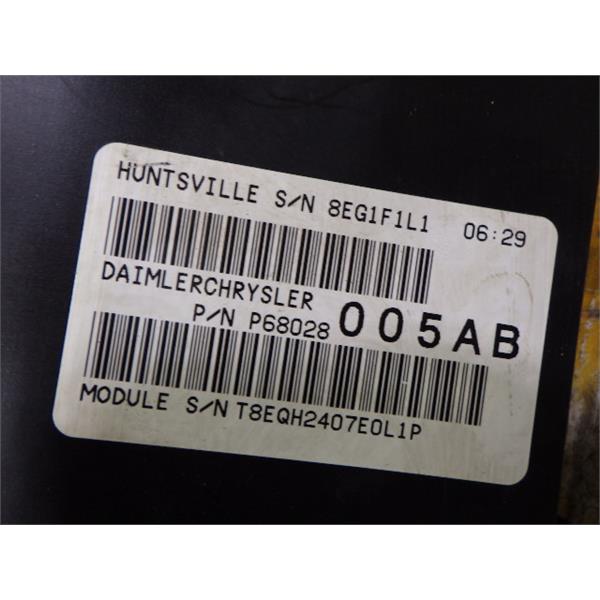 HUNTSVILLE S/N 8EG1F1L1 06:29
DAIMLERCHRYSLER
P/N P68028 005AB
MODULE S/N T8EQH2407E0L1P